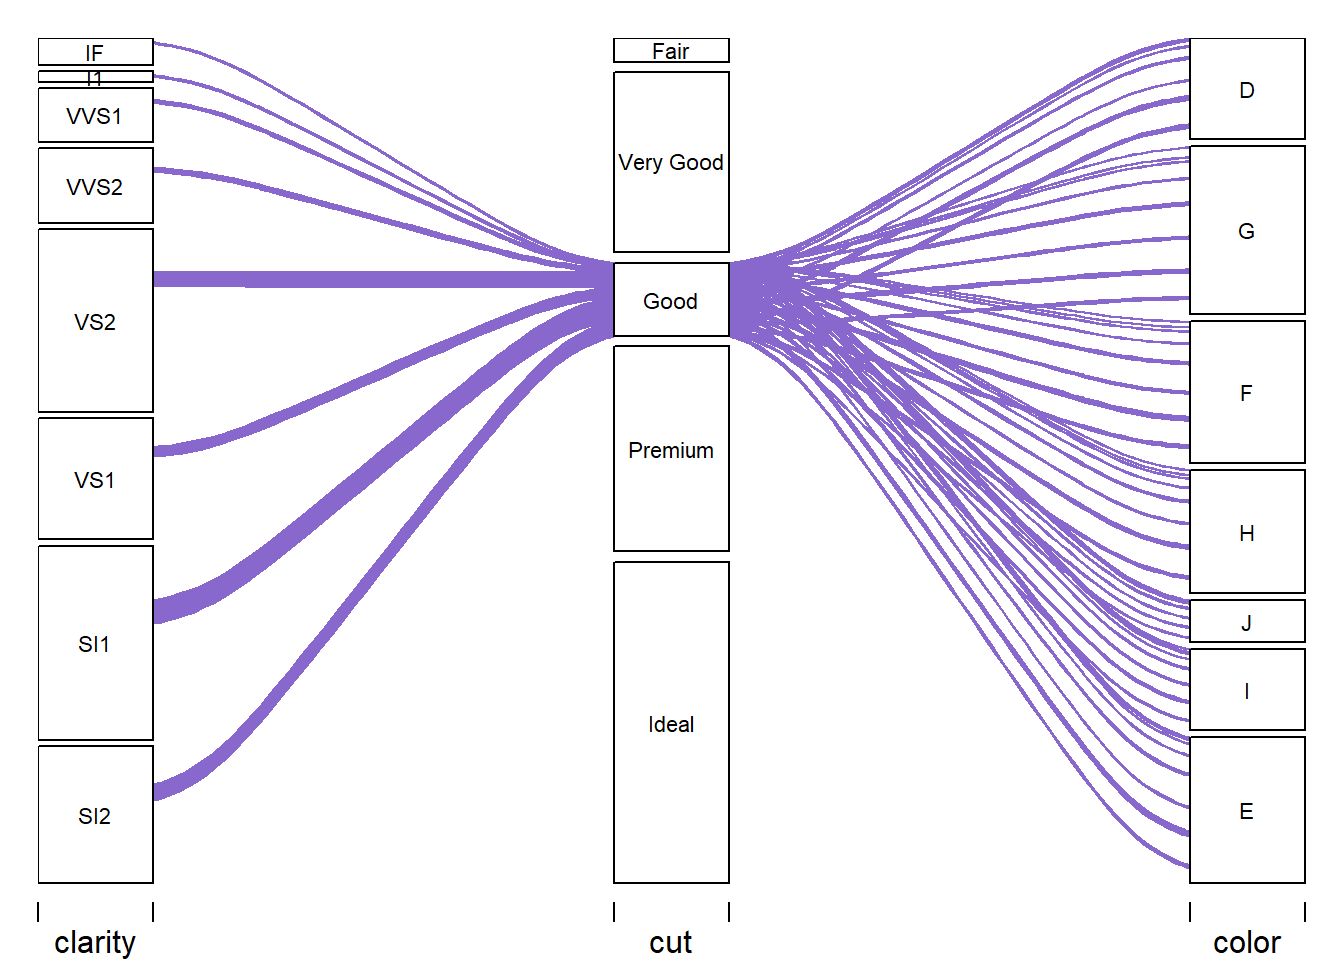 IF
I1
VVS1
VVS2
VS2
VS1
SI1
SI2
Fair
Very Good
Good
Premium
Ideal
D
G
F
H
J
I
E
clarity
cut
color